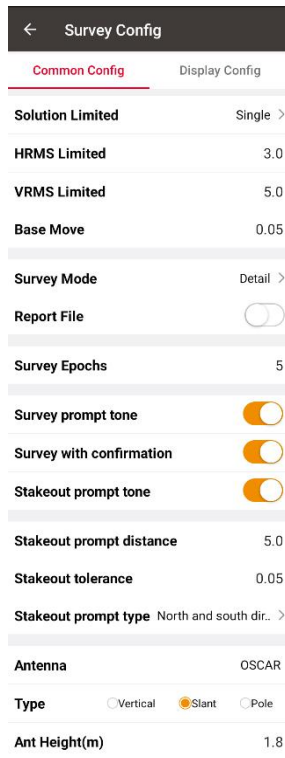 Survey Config
Common Config Display Config
Solution Limited Single
HRMS Limited 3.0
VRMS Limited 5.0
Base Move 0.05
Survey Mode Detail
Report File
Survey Epochs 5
Survey prompt tone
Survey with confirmation
Stakeout prompt tone
Stakeout prompt distance 5.0
Stakeout tolerance 0.05
Stakeout prompt type North and south dir..
Antenna OSCAR
Type Vertical Slant Pole
Ant Height(m) 1.8